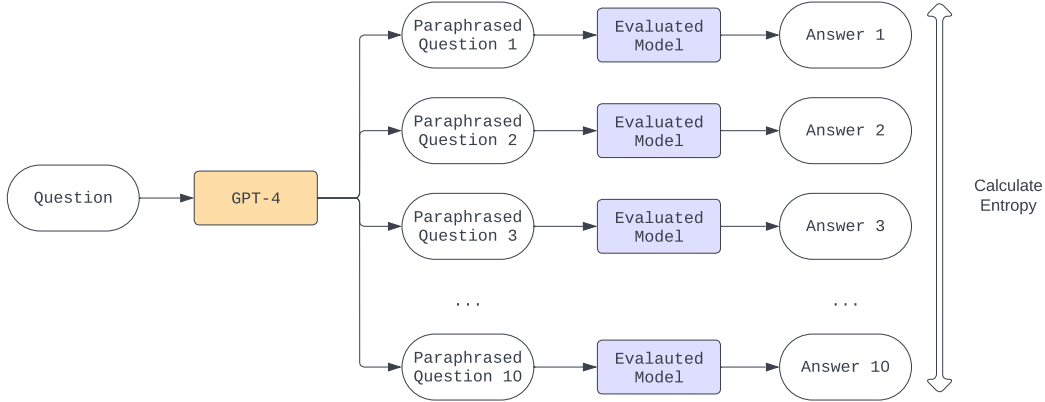 Question
GPT-4
Paraphrased
Question 1
Evaluated
Model
Answer 1
Paraphrased
Question 2
Evaluated
Model
Answer 2
Paraphrased
Question 3
Evaluated
Model
Answer 3
...
...
Paraphrased
Question 10
Evalauted
Model
Answer 10
Calculate
Entropy